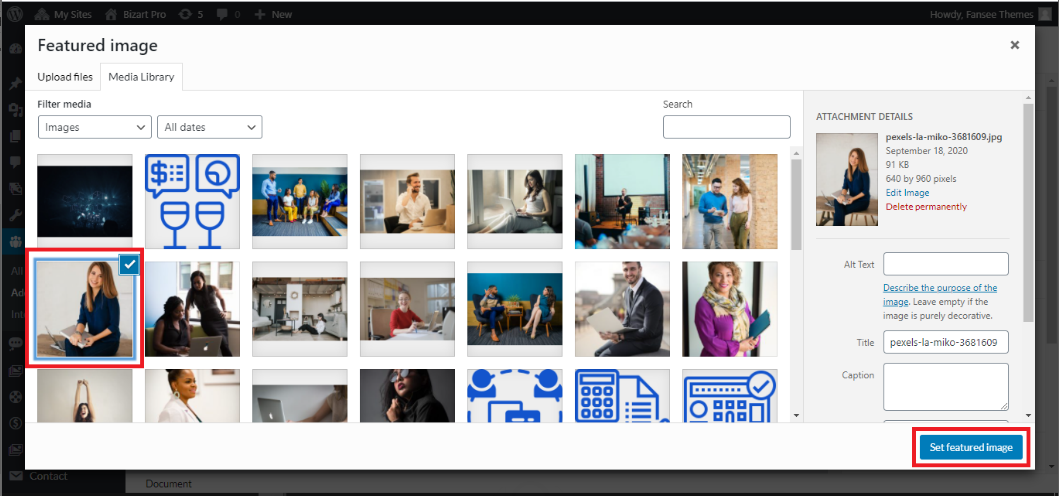 My Sites Bizart Pro 5 0 New Howdy, Fansee Themes
Featured image
Upload files Media Library
Filter media
Images All dates
Search
ATTACHMENT DETAILS
pexels-la-miko-3681609.jpg
September 18, 2020
91 KB
640 by 960 pixels
Edit Image
Delete permanently
Alt Text
Describe the purpose of the
image. Leave empty if the
image is purely decorative.
Title pexels-la-miko-3681609
Caption
All
Set featured image
Contact
Document